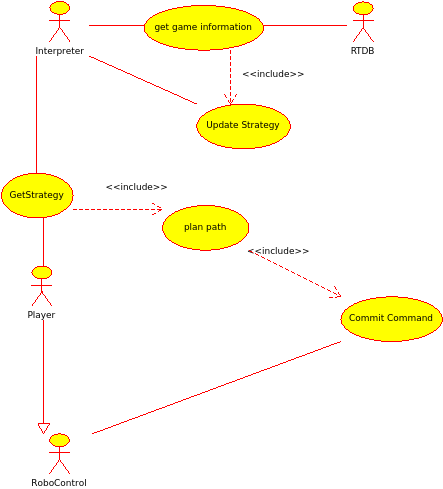 get game information
Interpreter
RTDB
<<include>>
Update Strategy
<<include>>
GetStrategy
plan path
<<include>>
Player
Commit Command
RoboControl